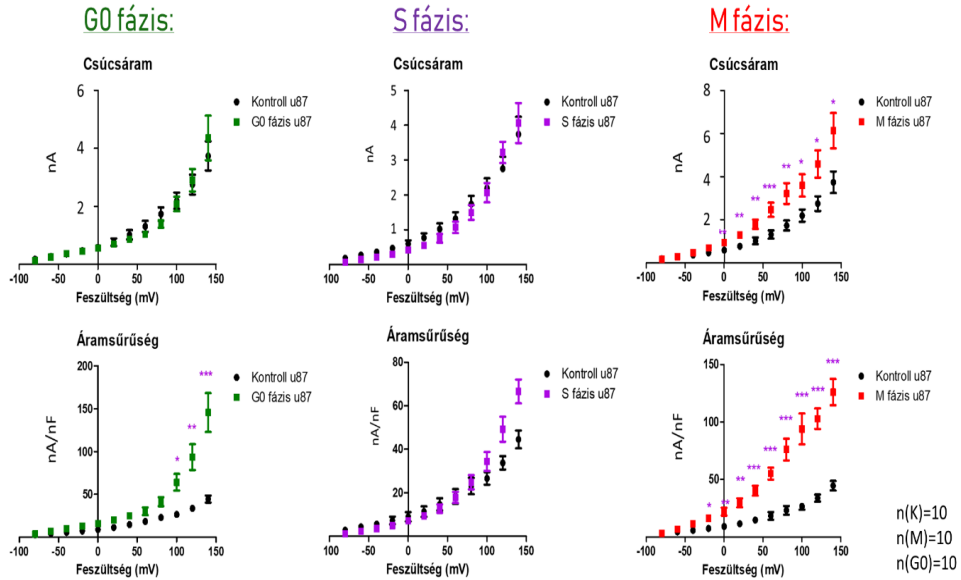 G0 fázis:
S fázis:
M fázis:
Csúcsáram
6
4
2
nA
-100
-50
0
50
100
150
Feszültség (mV)
Kontroll u87
G0 fázis u87
Csúcsáram
5
4
3
2
1
nA
-100
-50
0
50
100
150
Feszültség (mV)
Kontroll u87
S fázis u87
Csúcsáram
8
6
4
2
nA
-100
-50
0
50
100
150
Feszültség (mV)
Kontroll u87
M fázis u87
**
**
**
***
**
*
*
*
Áramsűrűség
200
150
100
50
nA/nF
-100
-50
0
50
100
150
Feszültség (mV)
Kontroll u87
G0 fázis u87
*
**
***
Áramsűrűség
80
60
40
20
nA/nF
-100
-50
0
50
100
150
Feszültség (mV)
Kontroll u87
S fázis u87
Áramsűrűség
150
100
50
nA/nF
-100
-50
0
50
100
150
Feszültség (mV)
Kontroll u87
M fázis u87
*
**
**
***
***
***
***
***
***
n(K)=10
n(M)=10
n(G0)=10